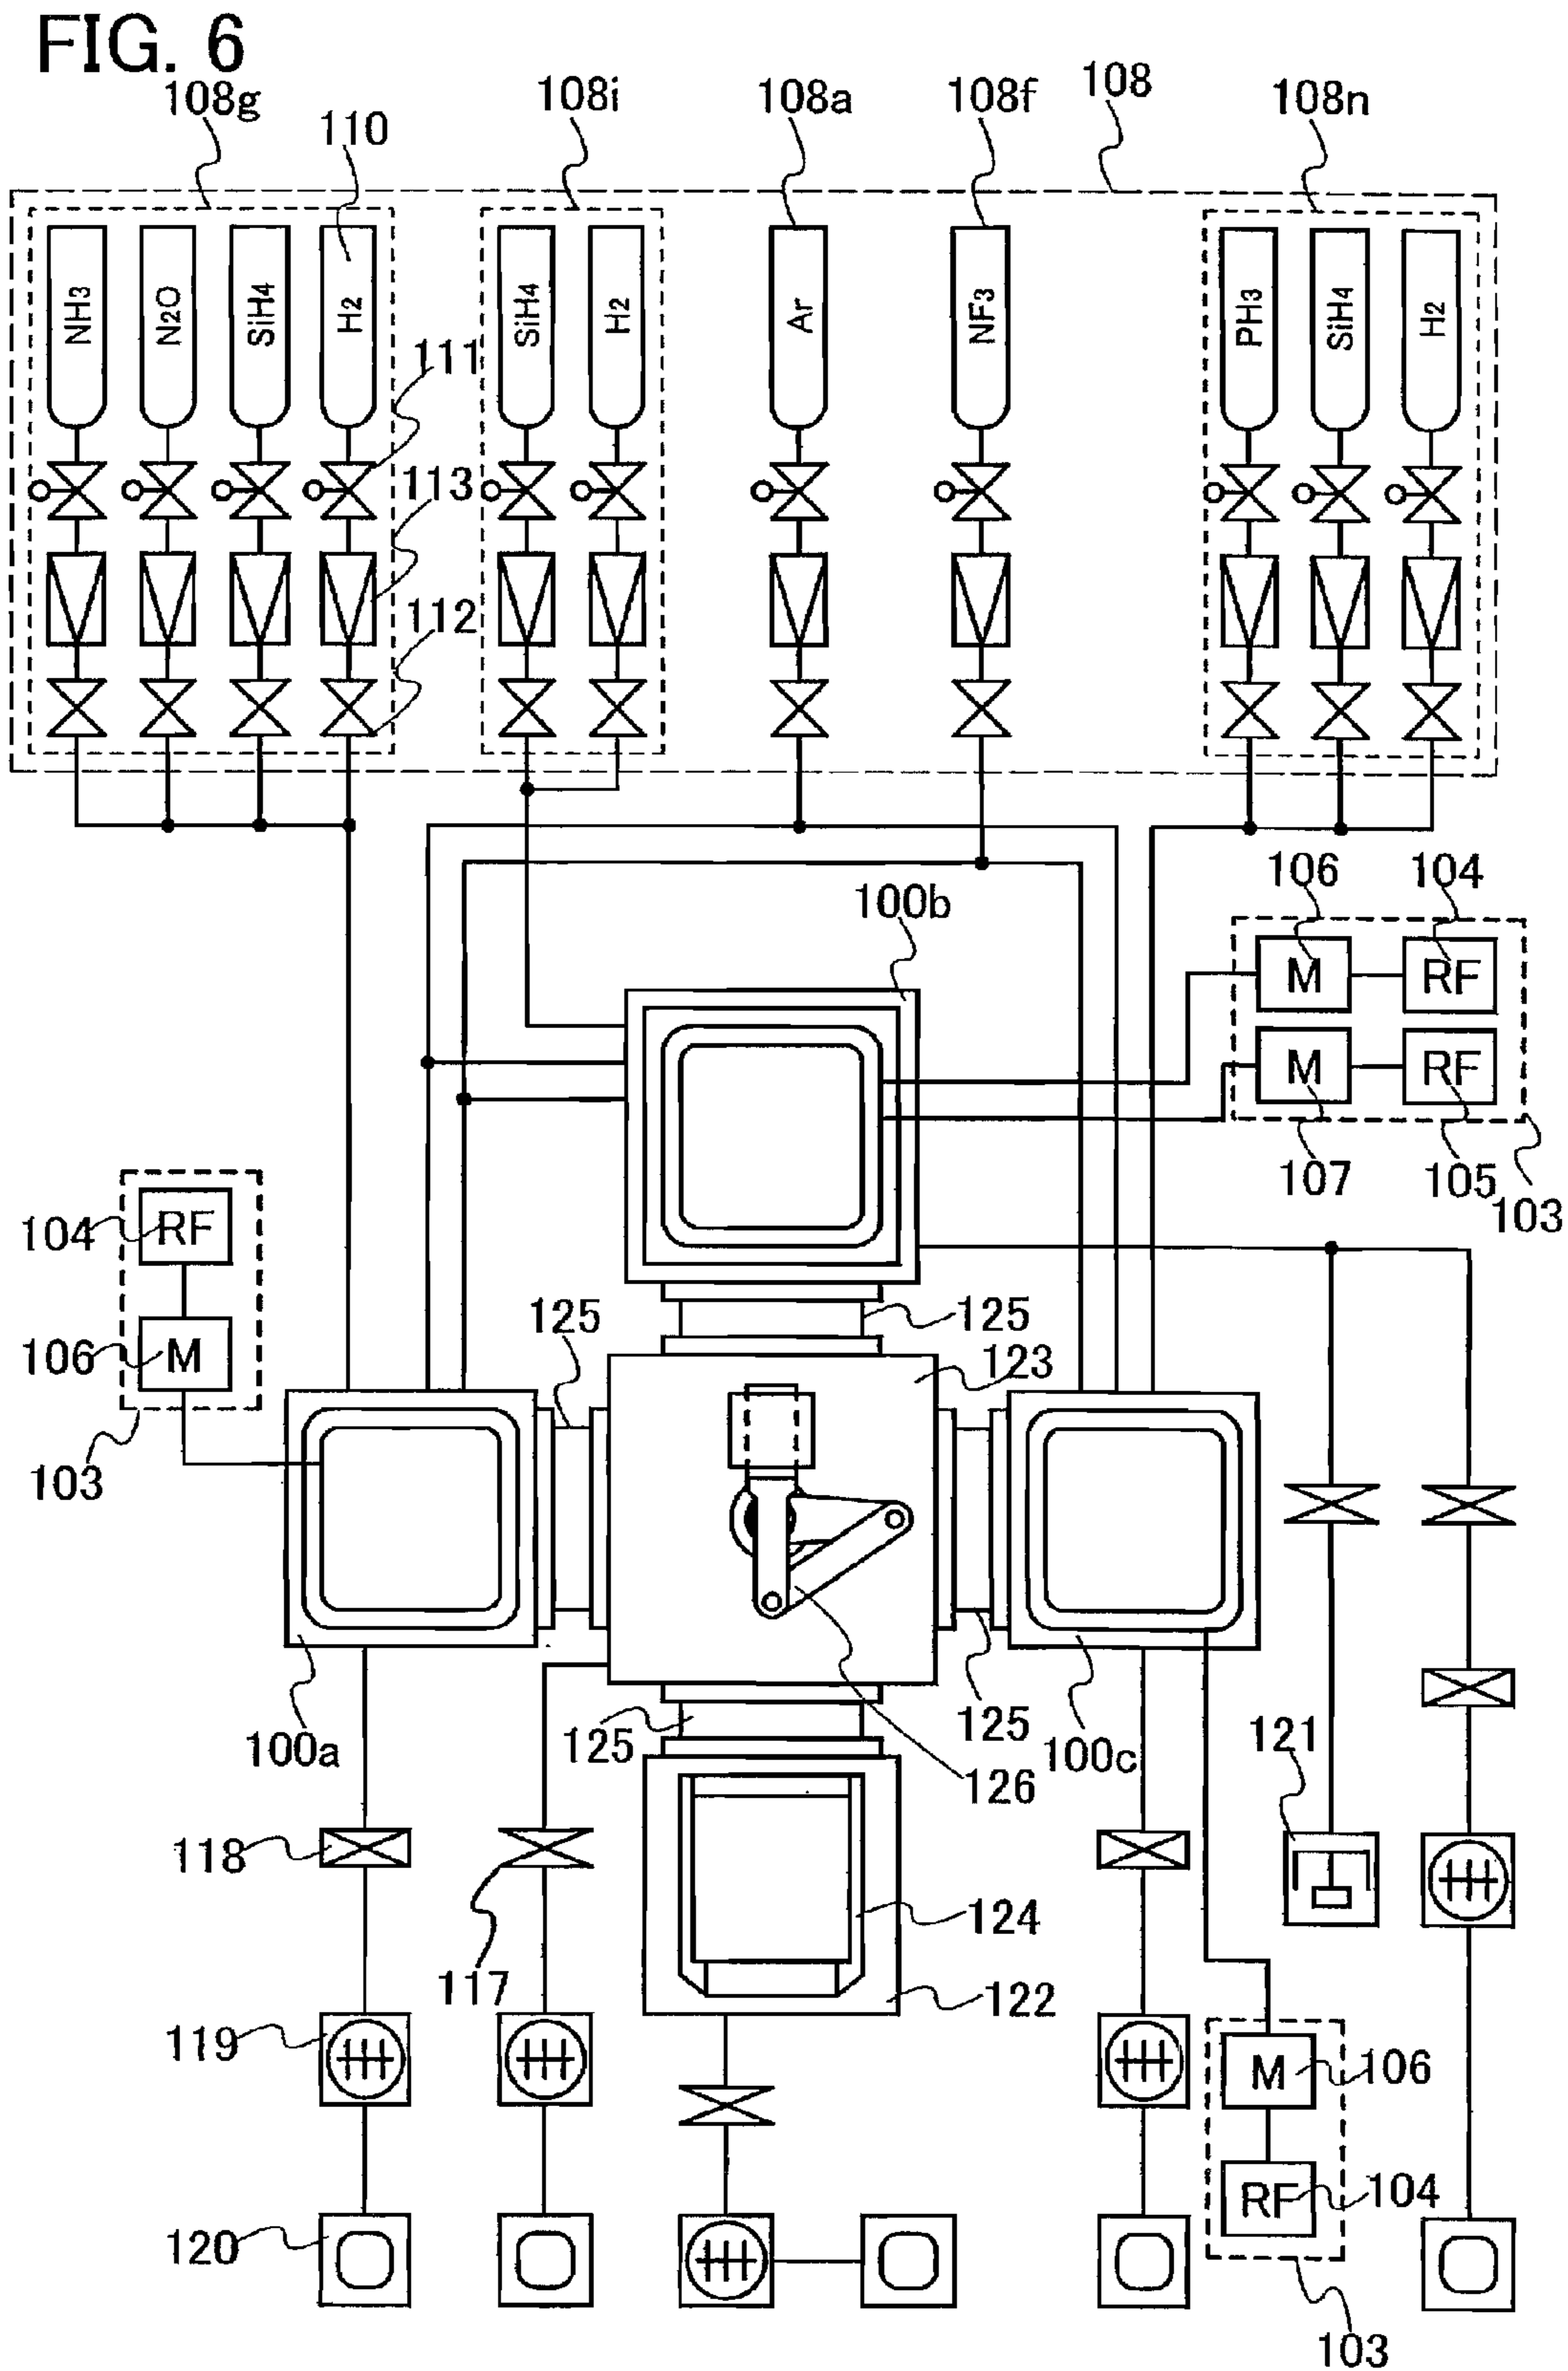 FIG. 6
108g
108i
108a
108f
108
108n
110
NH3
N2O
SiH4
H2
SiH4
H2
Ar
NF3
PH3
SiH4
H2
111
113
112
100b
106
104
M
RF
M
RF
107
105
103
104
RF
106
M
103
125
125
123
100a
125
125
126
100c
121
118
117
124
122
119
M
106
RF
104
120
103